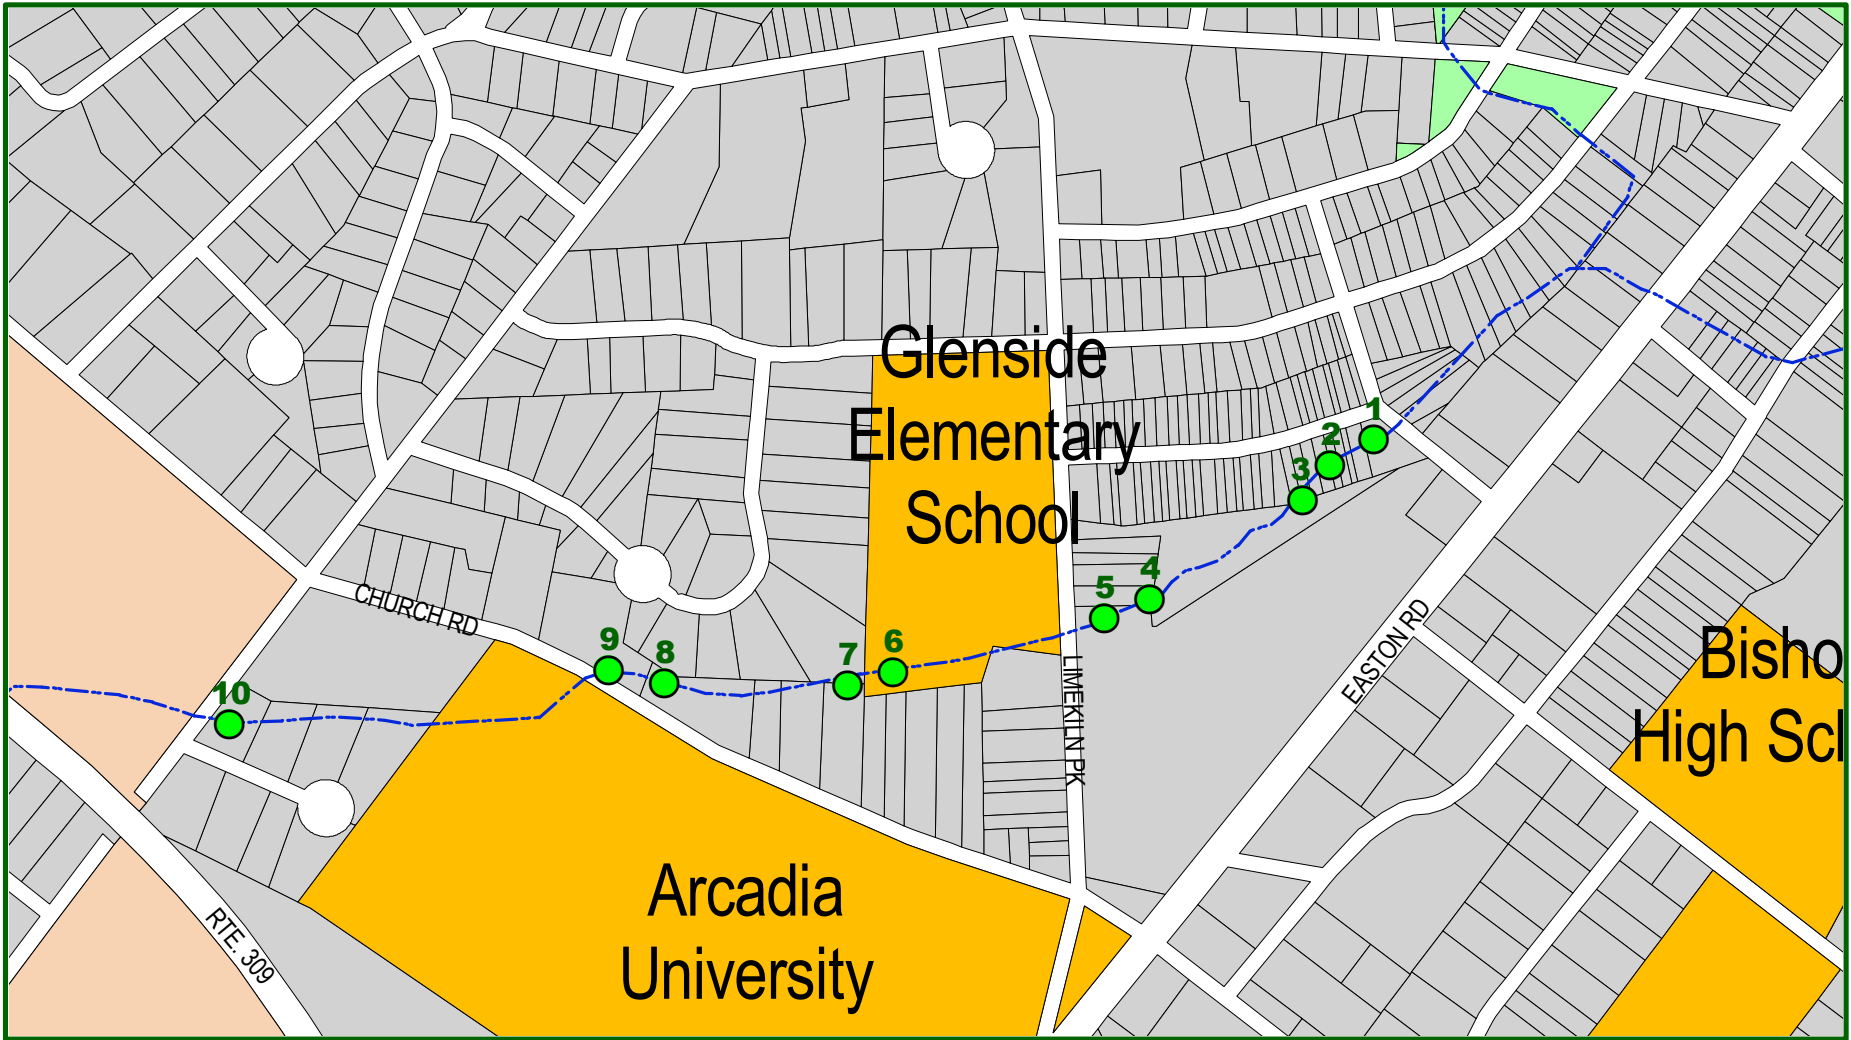 Glenside
Elementary
School
1
2
3
4
5
6
7
8
9
10
CHURCH RD
LIMEKILN PK
EASTON RD
Bisho
High Scl
Arcadia
University
RTE. 309